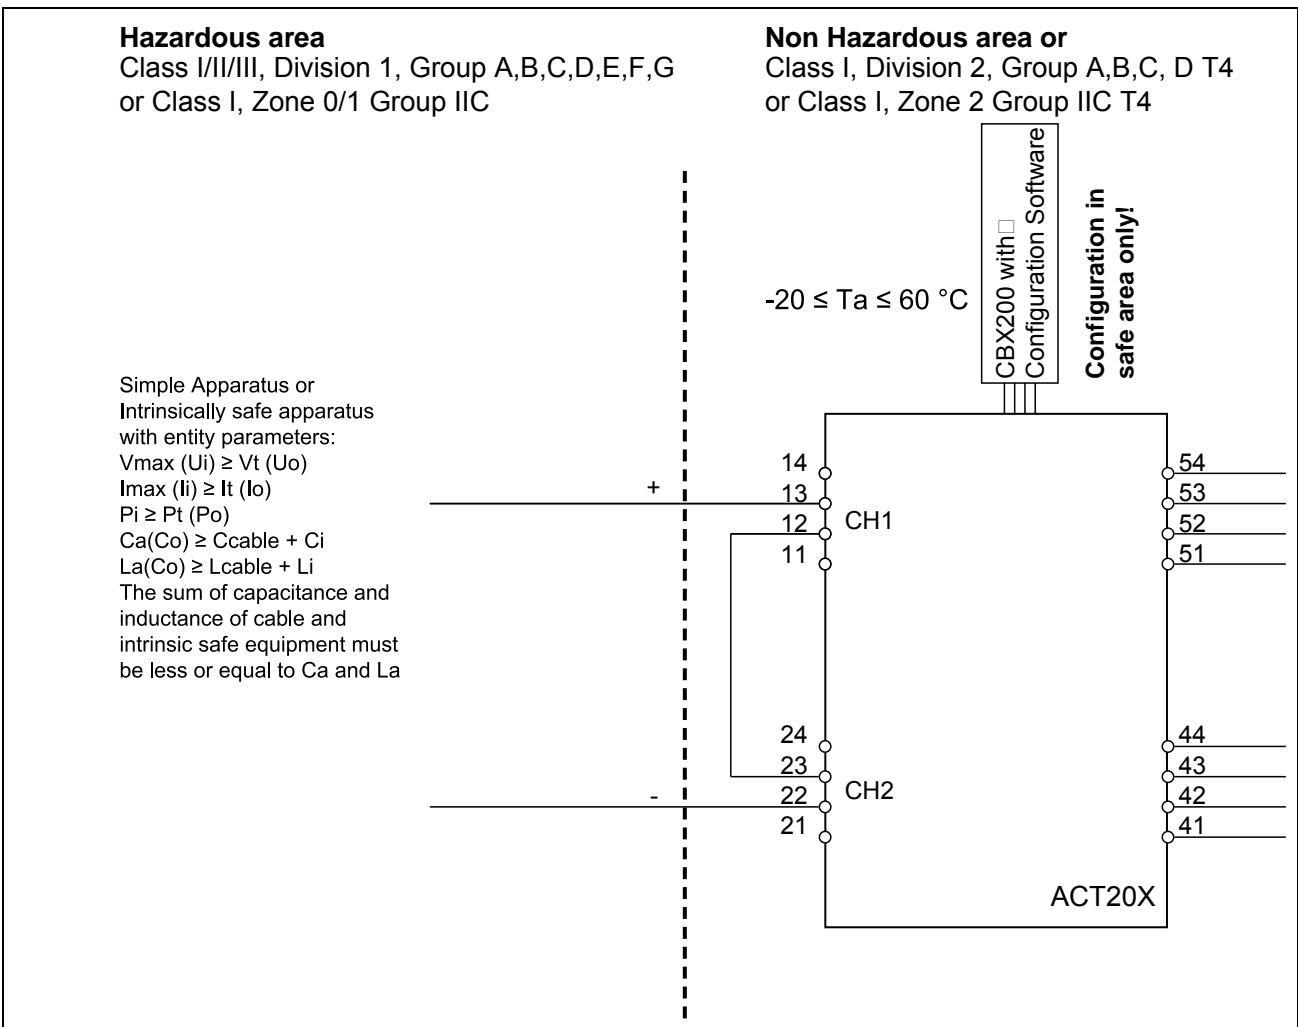 Hazardous area
Class I/II/III, Division 1, Group A,B,C,D,E,F,G
or Class I, Zone 0/1 Group IIC
Non Hazardous area or
Class I, Division 2, Group A,B,C, D T4
or Class I, Zone 2 Group IIC T4
CBX200 with□
Configuration Software
Configuration in
safe area only!
-20 ≤ Ta ≤ 60 °C
Simple Apparatus or
Intrinsically safe apparatus
with entity parameters:
Vmax (Ui) ≥ Vt (Uo)
Imax (Ii) ≥ It (Io)
Pi ≥ Pt (Po)
Ca(Co) ≥ Ccable + Ci
La(Co) ≥ Lcable + Li
The sum of capacitance and
inductance of cable and
intrinsic safe equipment must
be less or equal to Ca and La
+
-
14
13
12
11
CH1
24
23
22
21
CH2
54
53
52
51
44
43
42
41
ACT20X